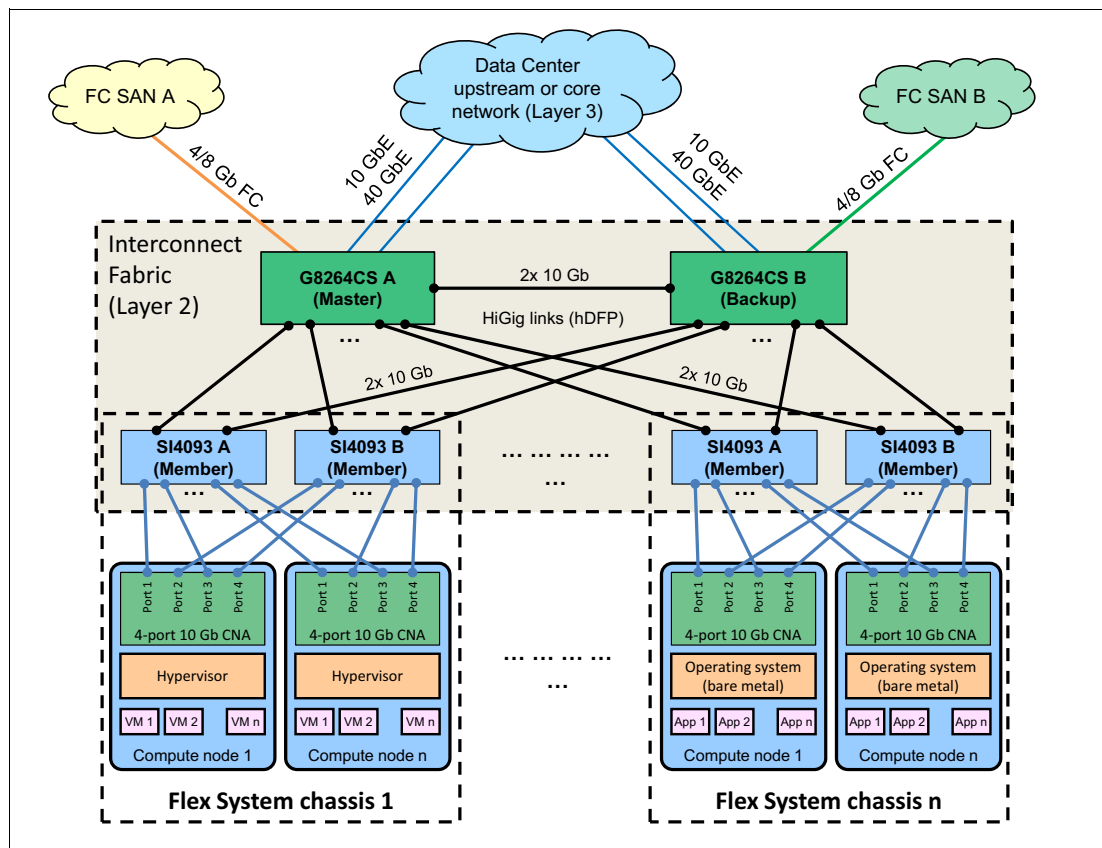 FC SAN A
Data Center
upstream or core
network (Layer 3)
FC SAN B
4/8 Gb FC
10 GbE
40 GbE
10 GbE
40 GbE
4/8 Gb FC
Interconnect
Fabric
(Layer 2)
G8264CS A
(Master)
2x 10 Gb
G8264CS B
(Backup)
HiGig links (hDFP)
...
...
2x 10 Gb
2x 10 Gb
SI4093 A
(Member)
...
SI4093 B
(Member)
...
... ... ... ...
...
SI4093 A
(Member)
...
SI4093 B
(Member)
...
Port 1
Port 2
Port 3
Port 4
4-port 10 Gb CNA
Hypervisor
VM 1
VM 2
VM n
Compute node 1
Port 1
Port 2
Port 3
Port 4
4-port 10 Gb CNA
Hypervisor
VM 1
VM 2
VM n
Compute node n
... ... ... ...
...
Port 1
Port 2
Port 3
Port 4
4-port 10 Gb CNA
Operating system
(bare metal)
App 1
App 2
App n
Compute node 1
Port 1
Port 2
Port 3
Port 4
4-port 10 Gb CNA
Operating system
(bare metal)
App 1
App 2
App n
Compute node n
Flex System chassis 1
Flex System chassis n